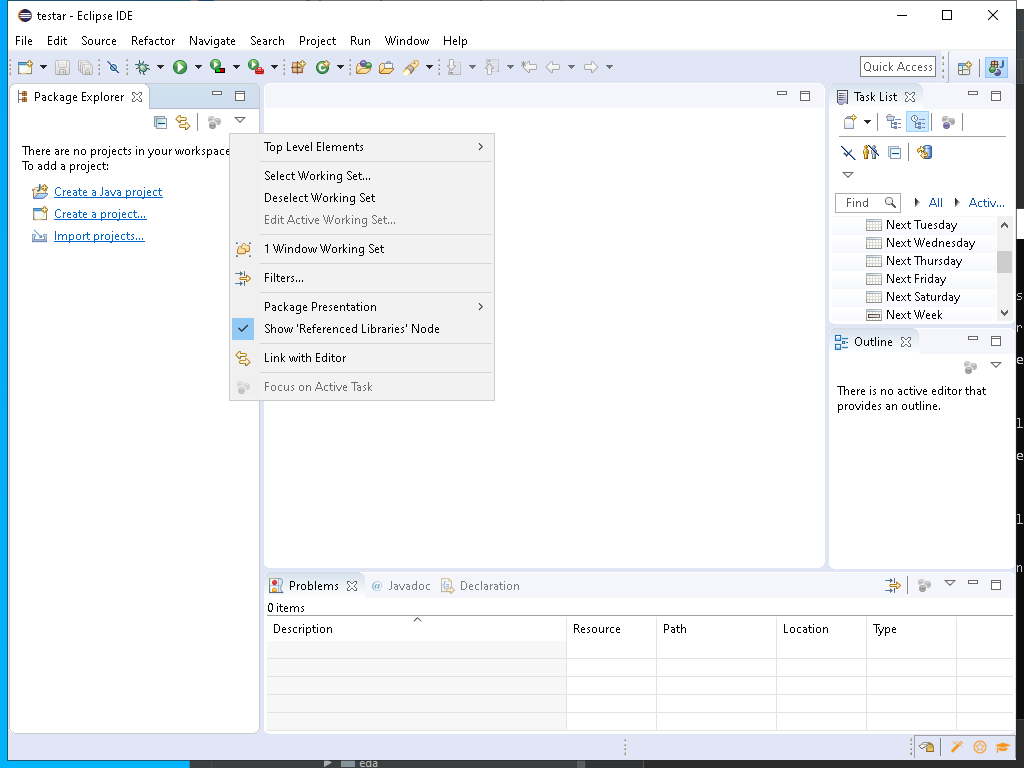 testar - Eclipse IDE
File Edit Source Refactor Navigate Search Project Run Window Help
Quick Access
Package Explorer
There are no projects in your workspace
To add a project:
Create a Java project
Create a project...
Import projects...
Top Level Elements
Select Working Set...
Deselect Working Set
Edit Active Working Set...
1 Window Working Set
Filters...
Package Presentation
Show 'Referenced Libraries' Node
Link with Editor
Focus on Active Task
Task List
Find All Activ...
Next Tuesday
Next Wednesday
Next Thursday
Next Friday
Next Saturday
Next Week
Outline
There is no active editor that
provides an outline.
Problems @ Javadoc Declaration
0 items
Description Resource Path Location Type
eda